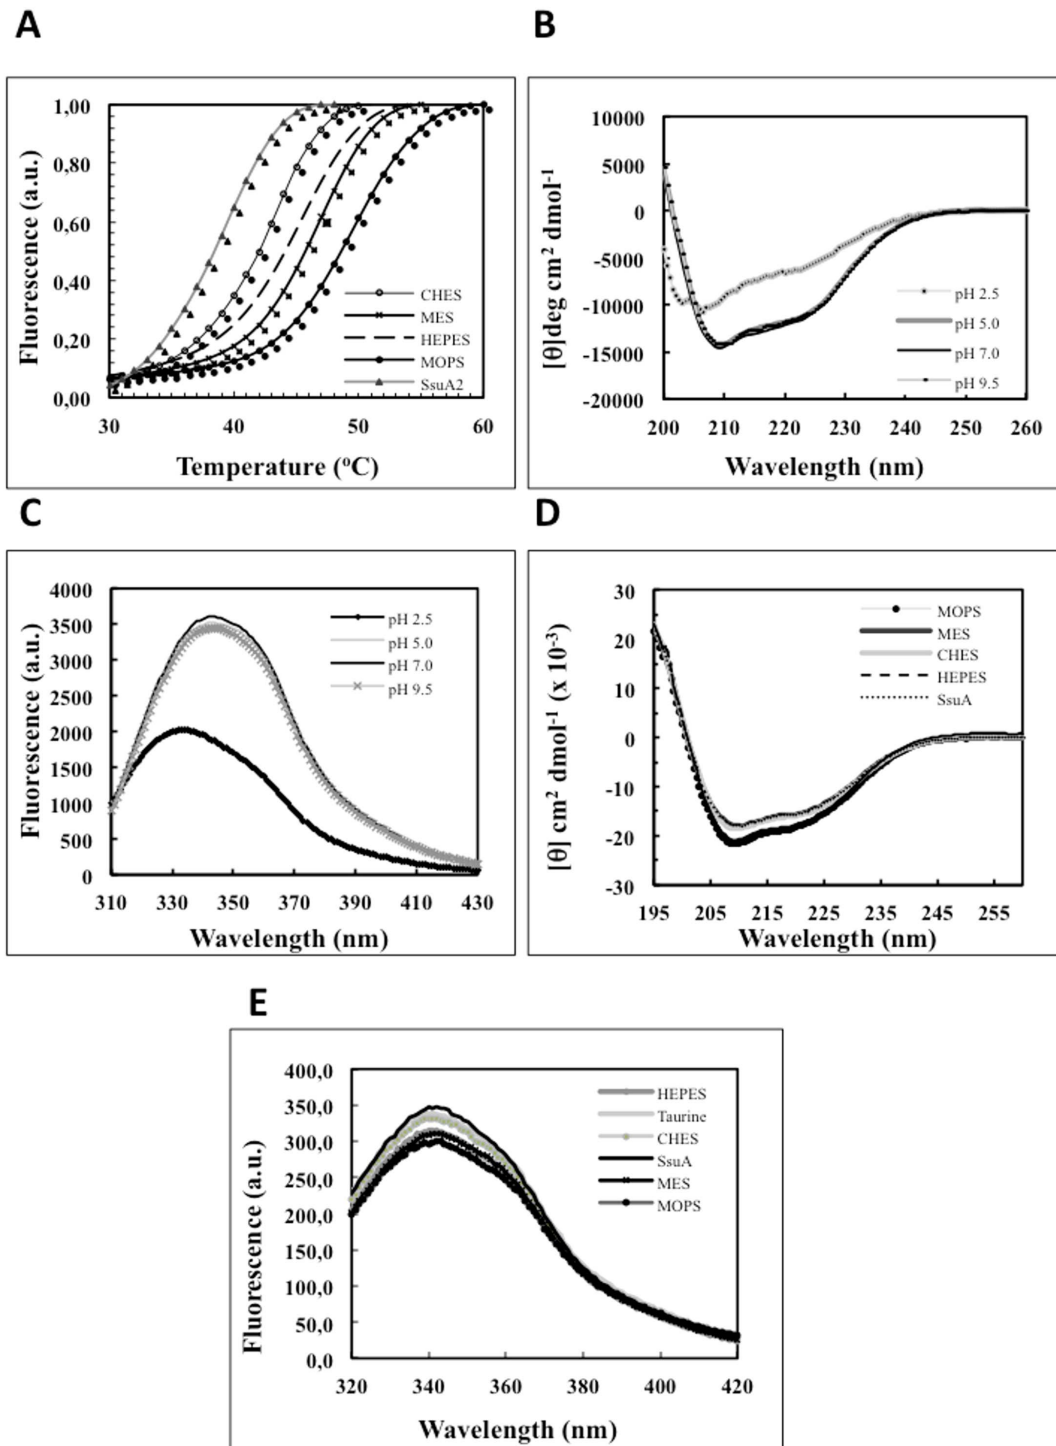 A
Fluorescence (a.u.)
1,00
0,80
0,60
0,40
0,20
0,00
30
40
50
60
Temperature (°C)
CHES
MES
HEPES
MOPS
SsuA2
B
[θ]deg cm² dmol⁻¹
10000
5000
0
-5000
-10000
-15000
-20000
200
210
220
230
240
250
260
Wavelength (nm)
pH 2.5
pH 5.0
pH 7.0
pH 9.5
C
Fluorescence (a.u.)
4000
3500
3000
2500
2000
1500
1000
500
0
310
330
350
370
390
410
430
Wavelength (nm)
pH 2.5
pH 5.0
pH 7.0
pH 9.5
D
[θ] cm² dmol⁻¹ (x 10⁻³)
30
20
10
0
-10
-20
-30
195
205
215
225
235
245
255
Wavelength (nm)
MOPS
MES
CHES
HEPES
SsuA
E
Fluorescence (a.u.)
400,0
350,0
300,0
250,0
200,0
150,0
100,0
50,0
0,0
320
340
360
380
400
420
Wavelength (nm)
HEPES
Taurine
CHES
SsuA
MES
MOPS